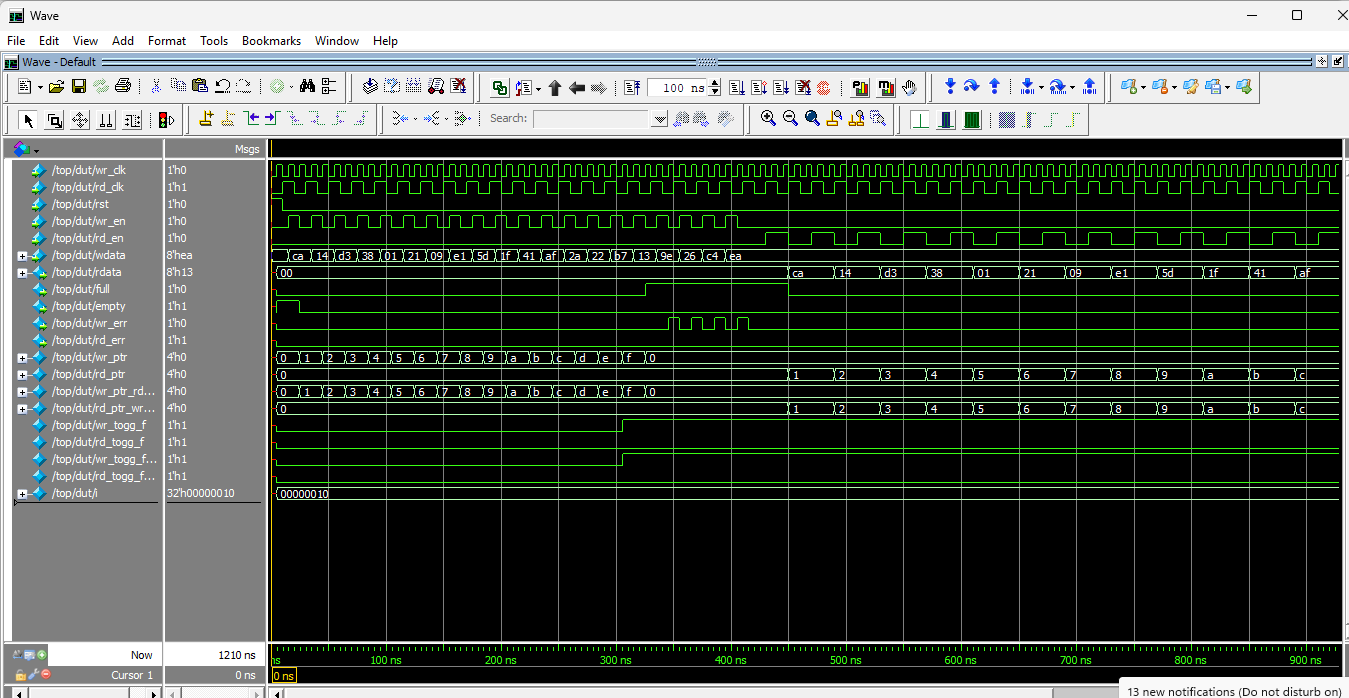 Wave
File Edit View Add Format Tools Bookmarks Window Help
Wave - Default
100 ns
Search:
Msgs
/top/dut/wr_clk 1'h0
/top/dut/rd_clk 1'h1
/top/dut/rst 1'h0
/top/dut/wr_en 1'h0
/top/dut/rd_en 1'h0
/top/dut/wdata 8'hea ca 14 d3 38 01 21 09 e1 5d 1f 41 af 2a 22 b7 13 9e 26 c4 ea
/top/dut/rdata 8'h13 00 ca 14 d3 38 01 21 09 e1 5d 1f 41 af
/top/dut/full 1'h0
/top/dut/empty 1'h1
/top/dut/wr_err 1'h0
/top/dut/rd_err 1'h1
/top/dut/wr_ptr 4'h0 0 1 2 3 4 5 6 7 8 9 a b c d e f 0
/top/dut/rd_ptr 4'h0 0 1 2 3 4 5 6 7 8 9 a b c
/top/dut/wr_ptr_rd... 4'h0 0 1 2 3 4 5 6 7 8 9 a b c d e f 0
/top/dut/rd_ptr_wr... 4'h0 0 1 2 3 4 5 6 7 8 9 a b c
/top/dut/wr_togg_f 1'h1
/top/dut/rd_togg_f 1'h1
/top/dut/wr_togg_f... 1'h1
/top/dut/rd_togg_f... 1'h1
/top/dut/i 32'h00000010 00000010
Now 1210 ns ns 100 ns 200 ns 300 ns 400 ns 500 ns 600 ns 700 ns 800 ns 900 ns
Cursor 1 0 ns 0 ns
13 new notifications (Do not disturb on)